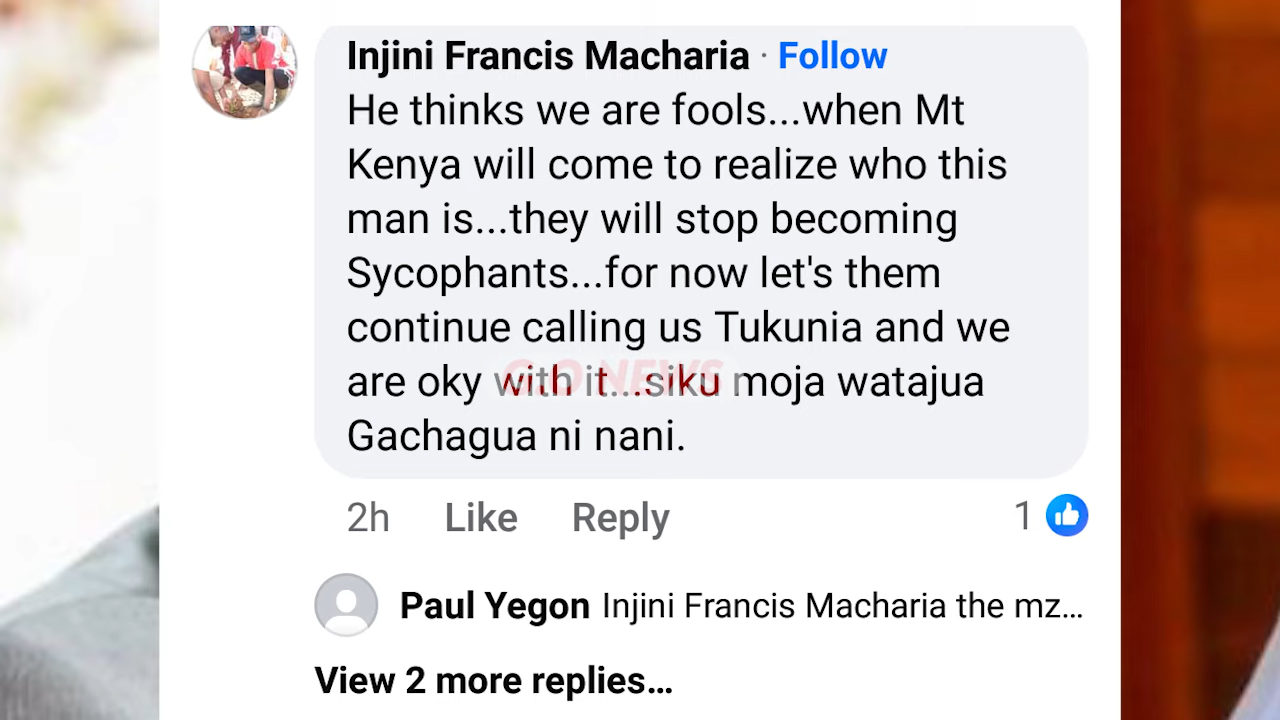 Injini Francis Macharia · Follow
He thinks we are fools...when Mt
Kenya will come to realize who this
man is...they will stop becoming
Sycophants...for now let's them
continue calling us Tukunia and we
are oky with it...siku moja watajua
Gachagua ni nani.
G.O NEWS
2h Like Reply 1
Paul Yegon Injini Francis Macharia the mz...
View 2 more replies...